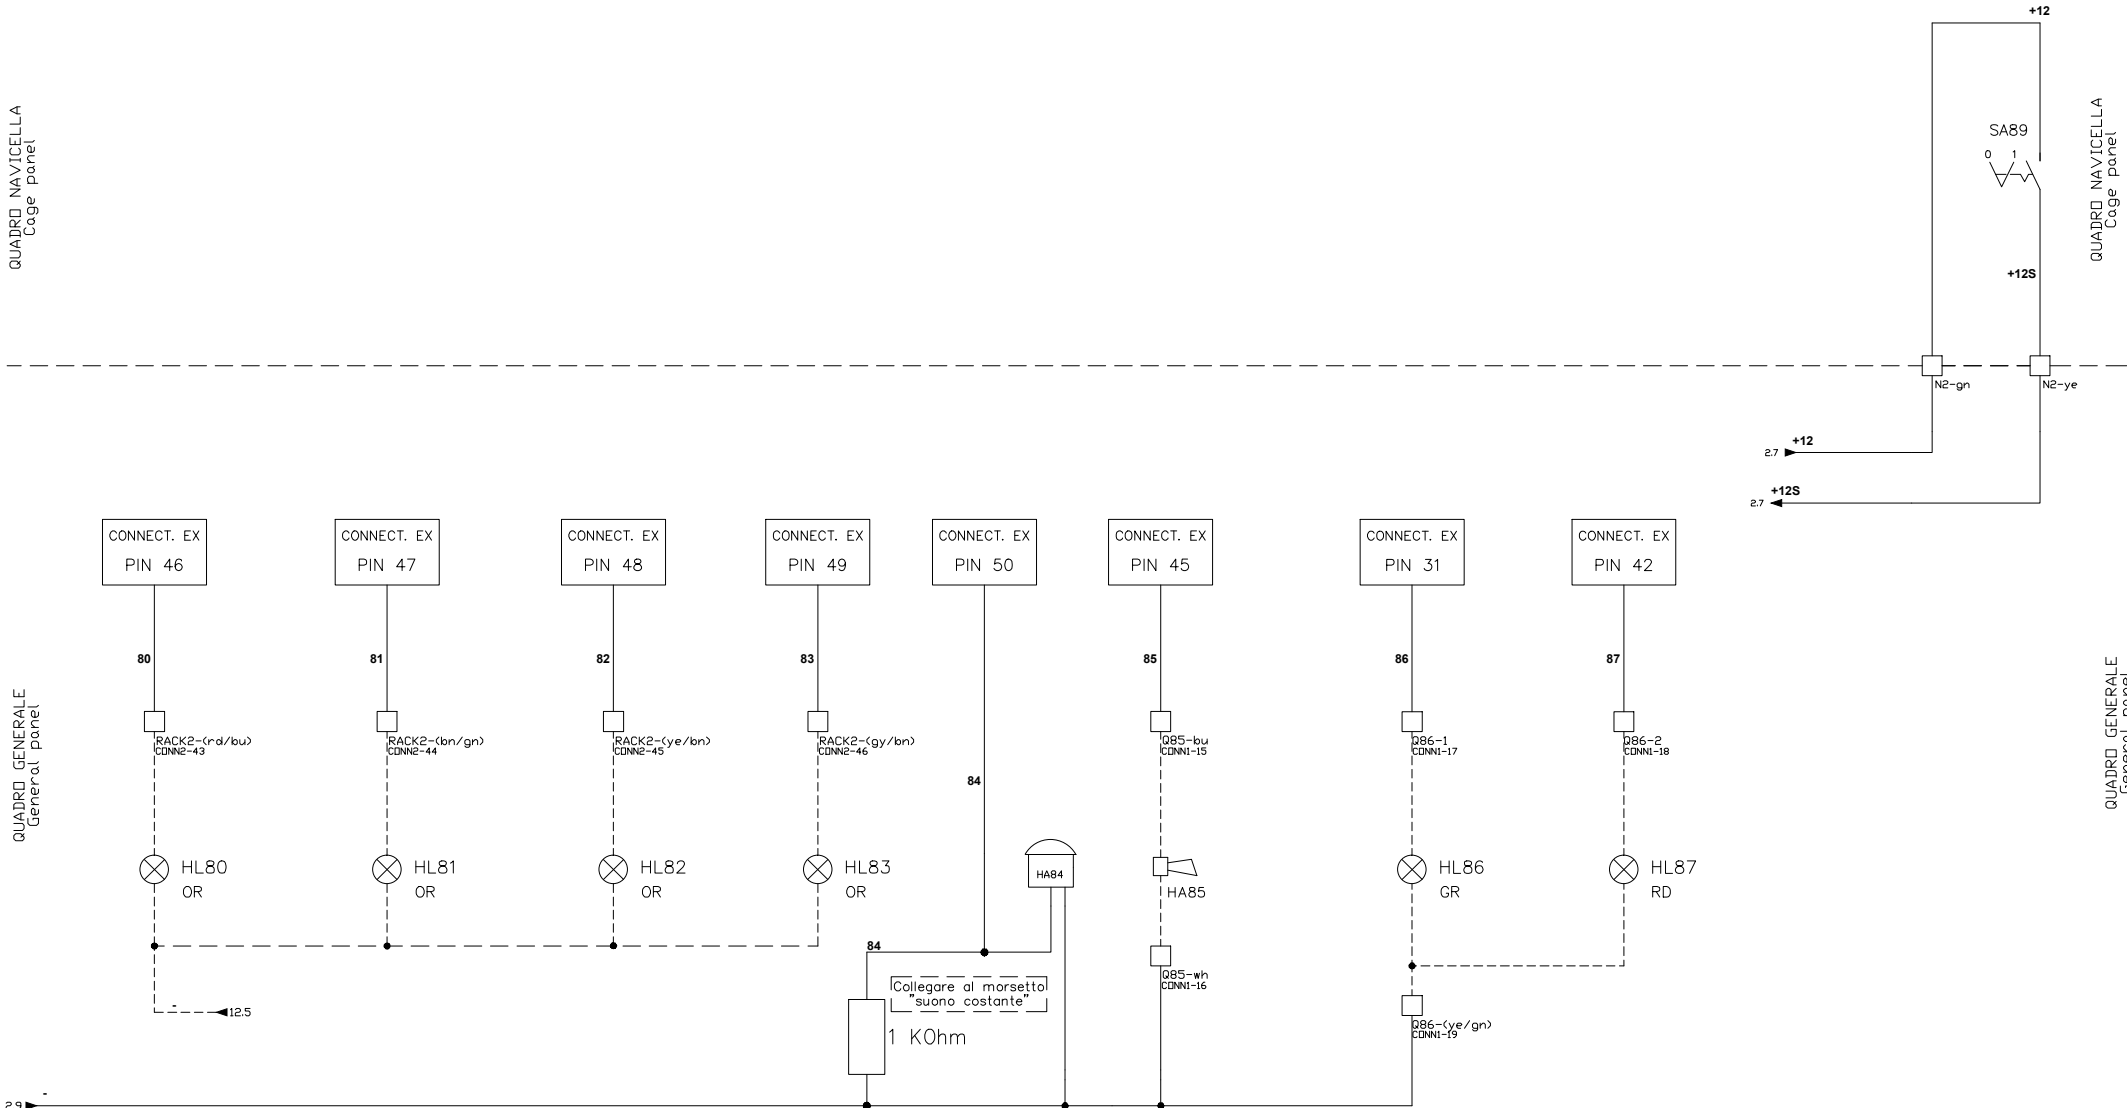 +12
QUADRO NAVICELLA
Cage panel
SA89
0 1
QUADRO NAVICELLA
Cage panel
+12S
N2-gn
N2-ye
+12
2.7
+12S
2.7
CONNECT. EX
PIN 46
CONNECT. EX
PIN 47
CONNECT. EX
PIN 48
CONNECT. EX
PIN 49
CONNECT. EX
PIN 50
CONNECT. EX
PIN 45
CONNECT. EX
PIN 31
CONNECT. EX
PIN 42
80
81
82
83
85
86
87
QUADRO GENERALE
General panel
QUADRO GENERALE
General panel
RACK2-(rd/bu)
CONN2-43
RACK2-(bn/gn)
CONN2-44
RACK2-(ye/bn)
CONN2-45
RACK2-(gy/bn)
CONN2-46
Q85-bu
CONN1-15
Q86-1
CONN1-17
Q86-2
CONN1-18
84
HL80
OR
HL81
OR
HL82
OR
HL83
OR
HA84
HA85
HL86
GR
HL87
RD
84
Collegare al morsetto
"suono costante"
Q85-wh
CONN1-16
-
12.5
1 KOhm
Q86-(ye/gn)
CONN1-19
-
2.9